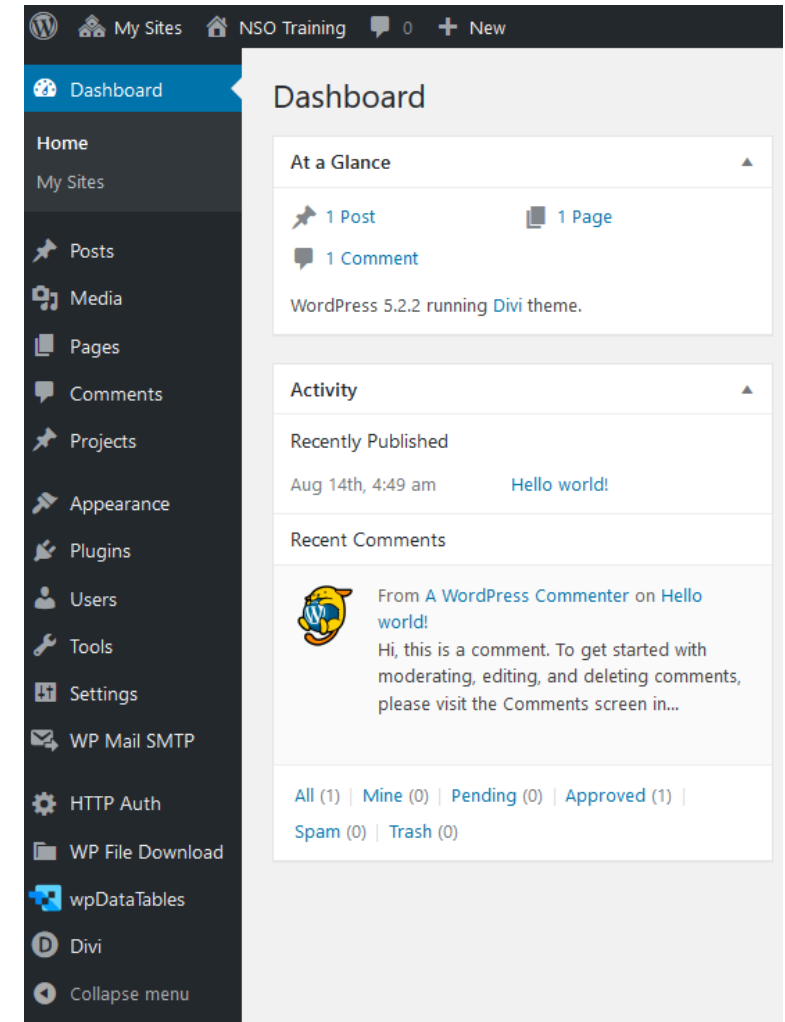 My Sites NSO Training 0 New
Dashboard
Home
My Sites
Posts
Media
Pages
Comments
Projects
Appearance
Plugins
Users
Tools
Settings
WP Mail SMTP
HTTP Auth
WP File Download
wpDataTables
Divi
Collapse menu
Dashboard
At a Glance
1 Post 1 Page
1 Comment
WordPress 5.2.2 running Divi theme.
Activity
Recently Published
Aug 14th, 4:49 am Hello world!
Recent Comments
From A WordPress Commenter on Hello
world!
Hi, this is a comment. To get started with
moderating, editing, and deleting comments,
please visit the Comments screen in...
All (1) | Mine (0) | Pending (0) | Approved (1) |
Spam (0) | Trash (0)